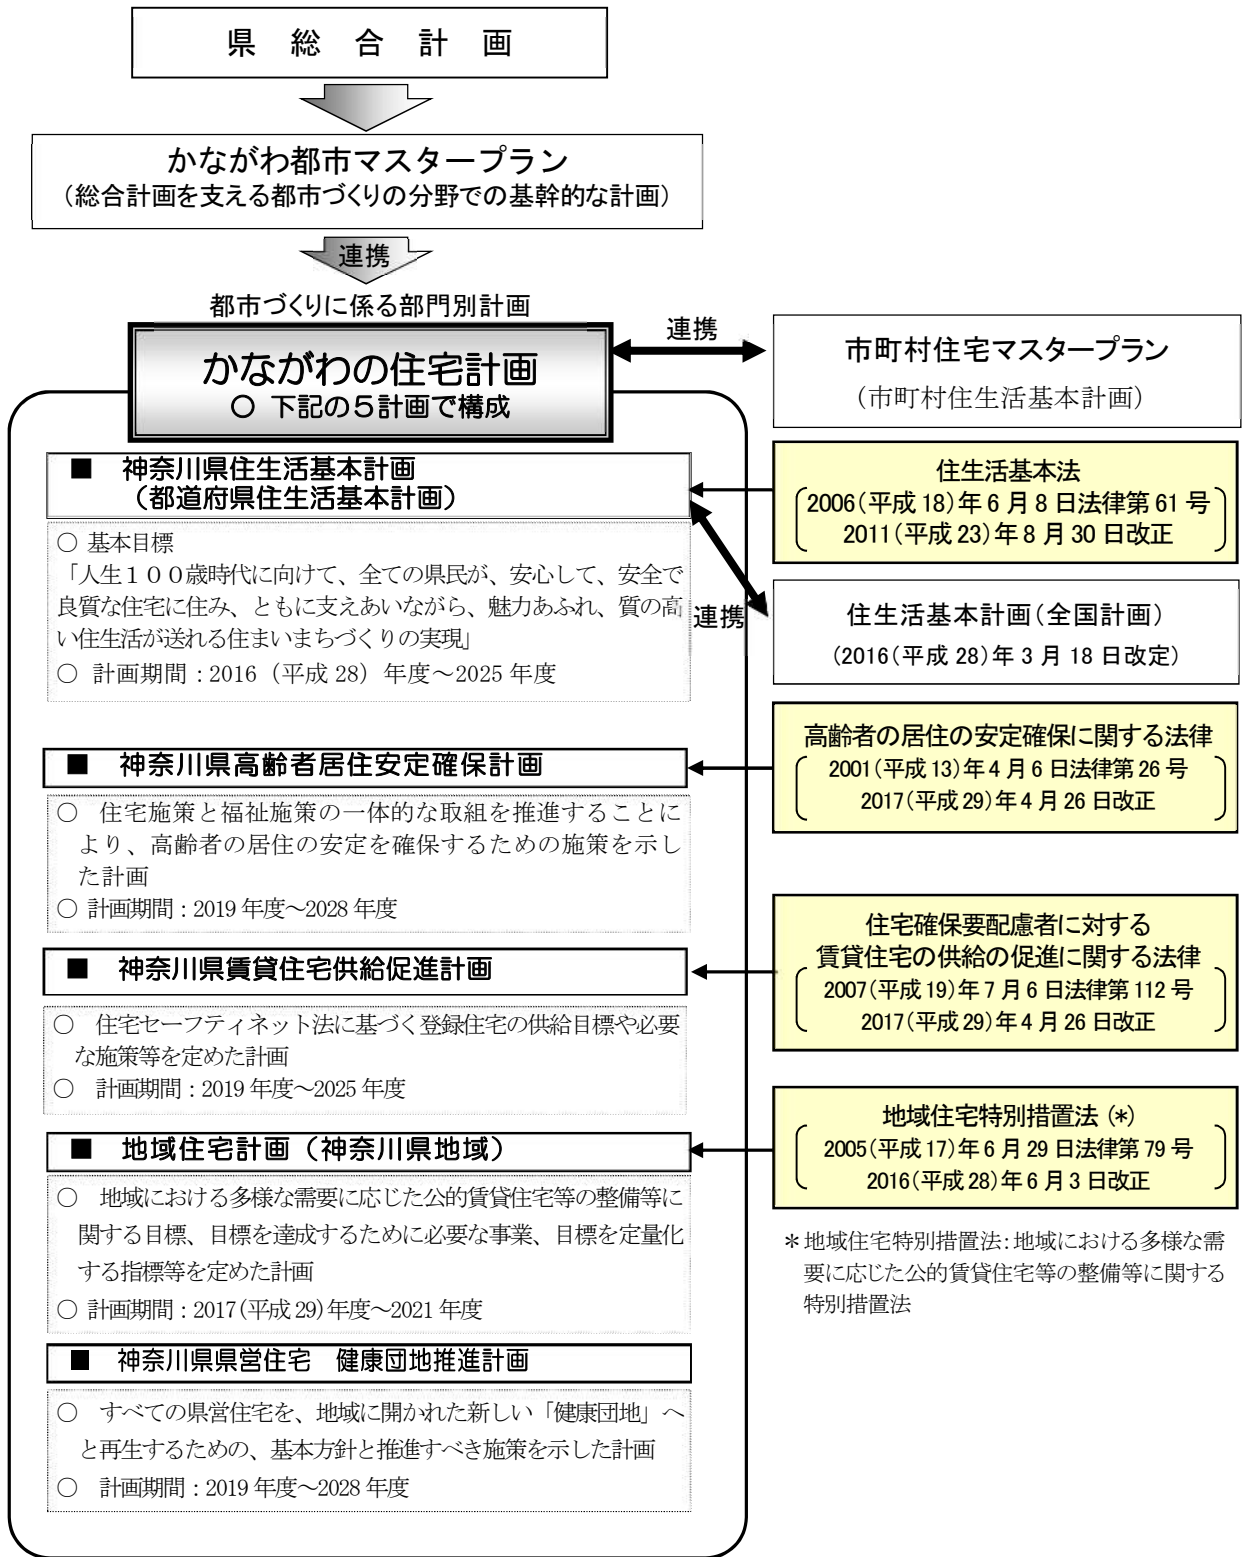 県総合計画
かながわ都市マスタープラン
（総合計画を支える都市づくりの分野での基幹的な計画）
連携
都市づくりに係る部門別計画
かながわの住宅計画
○ 下記の５計画で構成
連携
市町村住宅マスタープラン
（市町村住生活基本計画）
■ 神奈川県住生活基本計画
（都道府県住生活基本計画）
○ 基本目標
「人生１００歳時代に向けて、全ての県民が、安心して、安全で
良質な住宅に住み、ともに支えあいながら、魅力あふれ、質の高
い住生活が送れる住まいまちづくりの実現」
○ 計画期間：2016（平成 28）年度～2025 年度
住生活基本法
2006（平成 18）年 6 月 8 日法律第 61 号
2011（平成 23）年 8 月 30 日改正
連携
住生活基本計画（全国計画）
（2016（平成 28）年 3 月 18 日改定）
■ 神奈川県高齢者居住安定確保計画
○ 住宅施策と福祉施策の一体的な取組を推進することに
より、高齢者の居住の安定を確保するための施策を示し
た計画
○ 計画期間：2019 年度～2028 年度
高齢者の居住の安定確保に関する法律
2001（平成 13）年 4 月 6 日法律第 26 号
2017（平成 29）年 4 月 26 日改正
■ 神奈川県賃貸住宅供給促進計画
○ 住宅セーフティネット法に基づく登録住宅の供給目標や必要
な施策等を定めた計画
○ 計画期間：2019 年度～2025 年度
住宅確保要配慮者に対する
賃貸住宅の供給の促進に関する法律
2007（平成 19）年 7 月 6 日法律第 112 号
2017（平成 29）年 4 月 26 日改正
■ 地域住宅計画（神奈川県地域）
○ 地域における多様な需要に応じた公的賃貸住宅等の整備等に
関する目標、目標を達成するために必要な事業、目標を定量化
する指標等を定めた計画
○ 計画期間：2017（平成 29）年度～2021 年度
地域住宅特別措置法（*）
2005（平成 17）年 6 月 29 日法律第 79 号
2016（平成 28）年 6 月 3 日改正
＊地域住宅特別措置法：地域における多様な需
要に応じた公的賃貸住宅等の整備等に関する
特別措置法
■ 神奈川県県営住宅　健康団地推進計画
○ すべての県営住宅を、地域に開かれた新しい「健康団地」へ
と再生するための、基本方針と推進すべき施策を示した計画
○ 計画期間：2019 年度～2028 年度